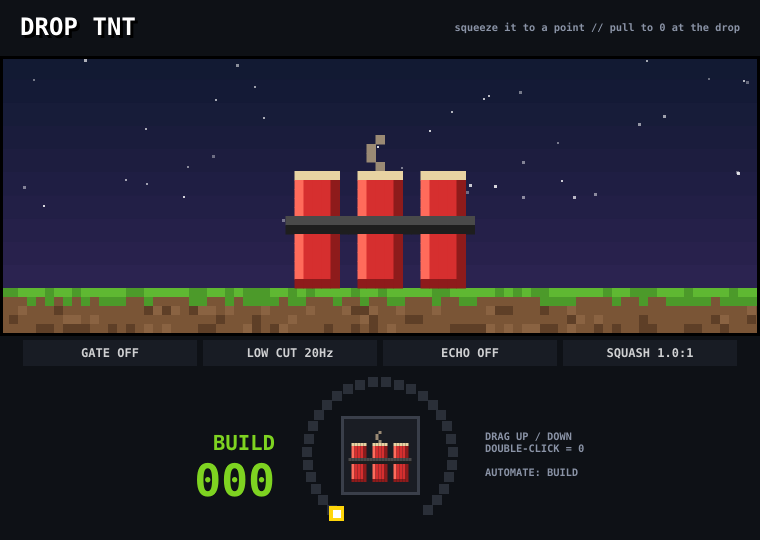 DROP TNT
squeeze it to a point // pull to 0 at the drop
GATE OFF
LOW CUT 20Hz
ECHO OFF
SQUASH 1.0:1
BUILD
000
DRAG UP / DOWN
DOUBLE-CLICK = 0
AUTOMATE: BUILD